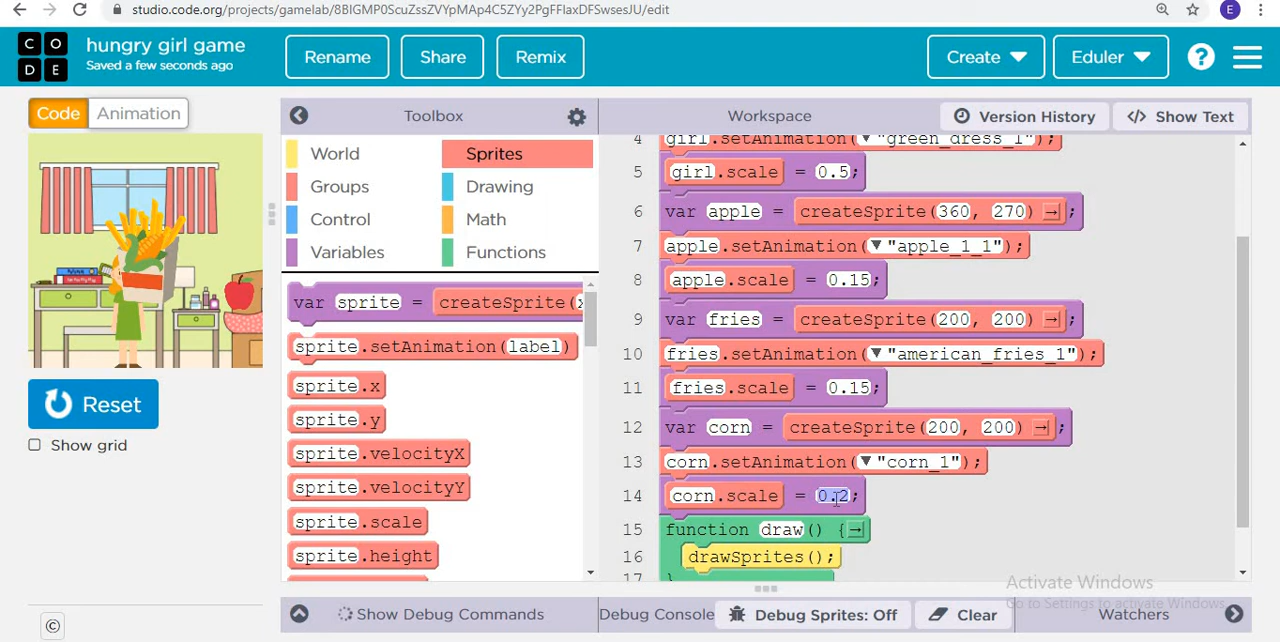 studio.code.org/projects/gamelab/8BIGMP0ScuZssZVYpMAp4C5ZYy2PgFFIaxDFSwsesJU/edit
E
C O
D E
hungry girl game
Saved a few seconds ago
Rename
Share
Remix
Create
Eduler
?
Code
Animation
Toolbox
Workspace
Version History
</> Show Text
World
Sprites
Groups
Drawing
Control
Math
Variables
Functions
var sprite = createSprite(
sprite.setAnimation(label)
sprite.x
sprite.y
sprite.velocityX
sprite.velocityY
sprite.scale
sprite.height
4 girl.setAnimation(▼"green_dress_1");
5 girl.scale = 0.5;
6 var apple = createSprite(360, 270)→;
7 apple.setAnimation(▼"apple_1_1");
8 apple.scale = 0.15;
9 var fries = createSprite(200, 200)→;
10 fries.setAnimation(▼"american_fries_1");
11 fries.scale = 0.15;
12 var corn = createSprite(200, 200)→;
13 corn.setAnimation(▼"corn_1");
14 corn.scale = 0.2;
15 function draw() {→
16 drawSprites();
17 }
Reset
Show grid
©
Show Debug Commands
Debug Console
Debug Sprites: Off
Clear
Watchers
Activate Windows
Go to Settings to activate Windows.